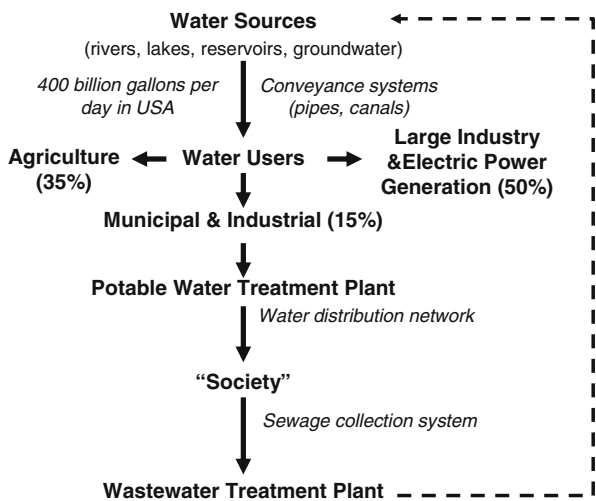 Water Sources
(rivers, lakes, reservoirs, groundwater)
400 billion gallons per
day in USA
Conveyance systems
(pipes, canals)
Agriculture
(35%)
Water Users
Large Industry
&Electric Power
Generation (50%)
Municipal & Industrial (15%)
Potable Water Treatment Plant
Water distribution network
“Society”
Sewage collection system
Wastewater Treatment Plant